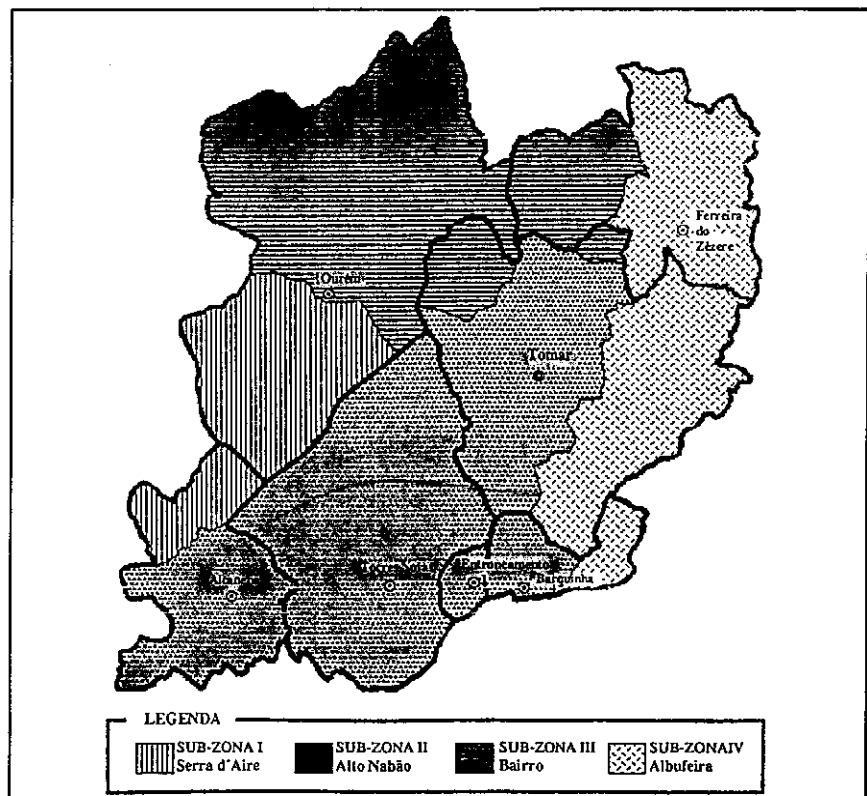 Ferreira
do
Zêzere
Ourém
Tomar
Entroncamento
Barquinha
LEGENDA
SUB-ZONA I
Serra d'Aire
SUB-ZONA II
Alto Nabão
SUB-ZONA III
Bairro
SUB-ZONAIV
Albufeira